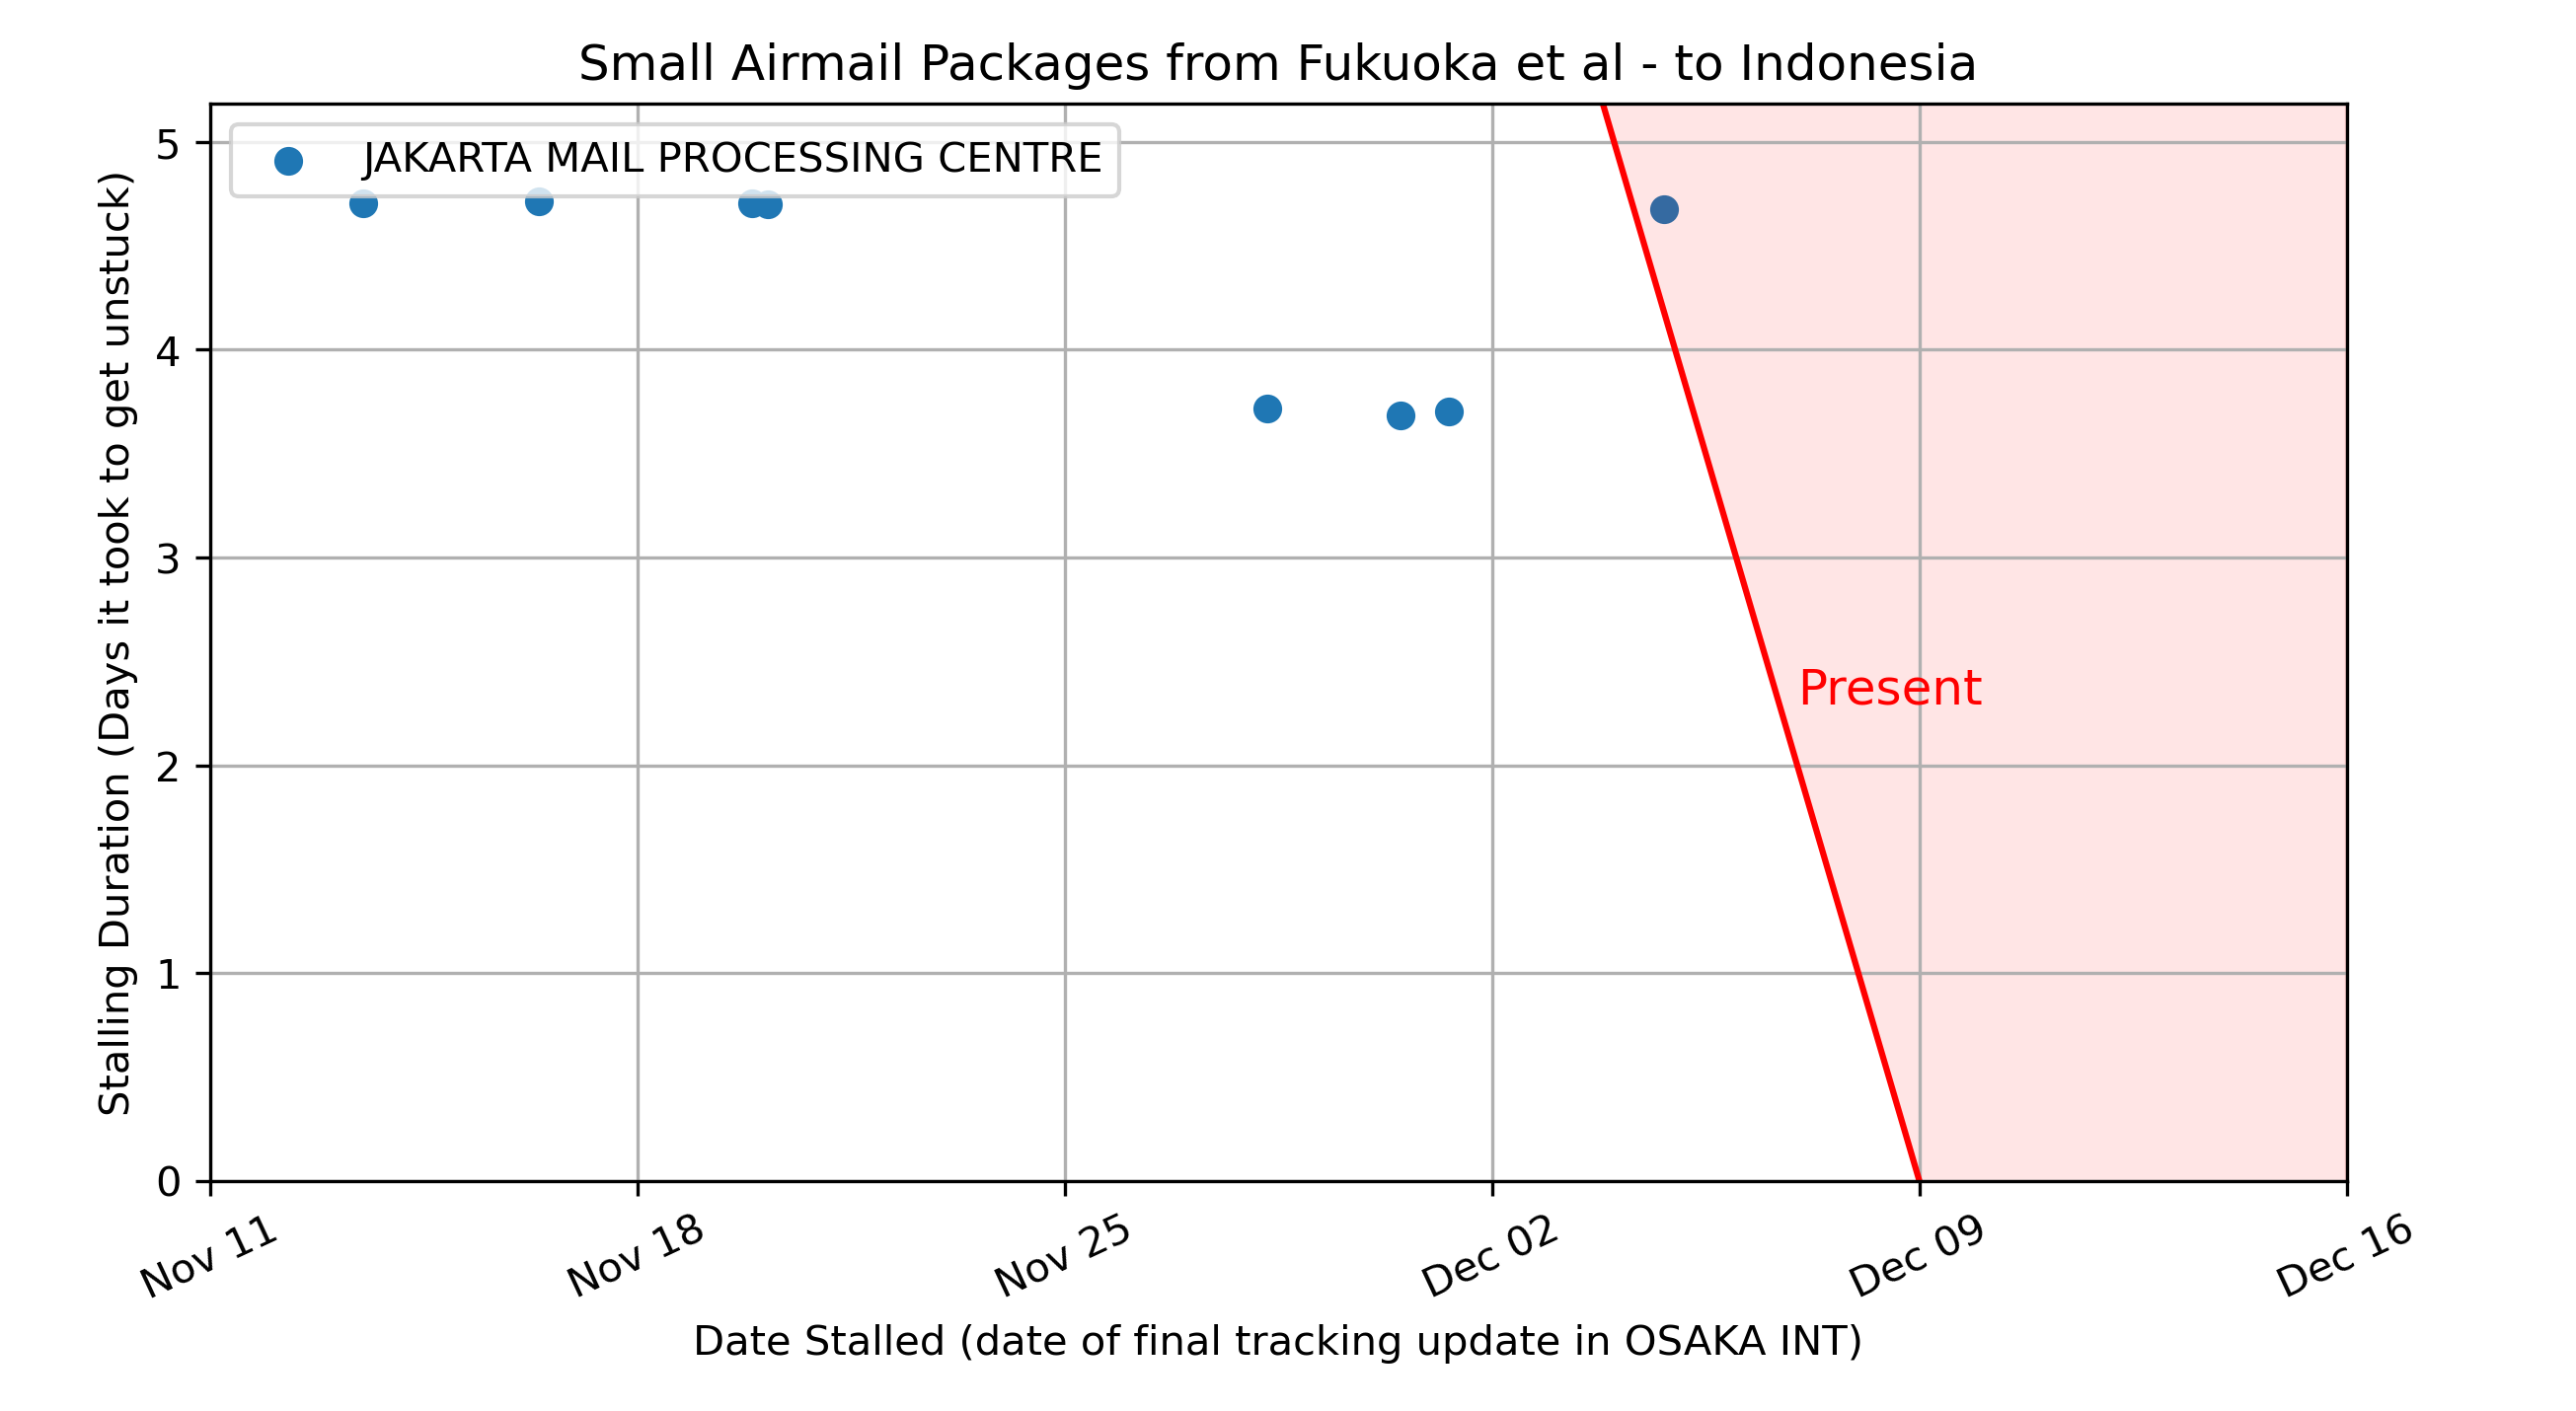 Small Airmail Packages from Fukuoka et al - to Indonesia
JAKARTA MAIL PROCESSING CENTRE
Stalling Duration (Days it took to get unstuck)
5
4
3
2
1
0
Present
Nov 11
Nov 18
Nov 25
Dec 02
Dec 09
Dec 16
Date Stalled (date of final tracking update in OSAKA INT)